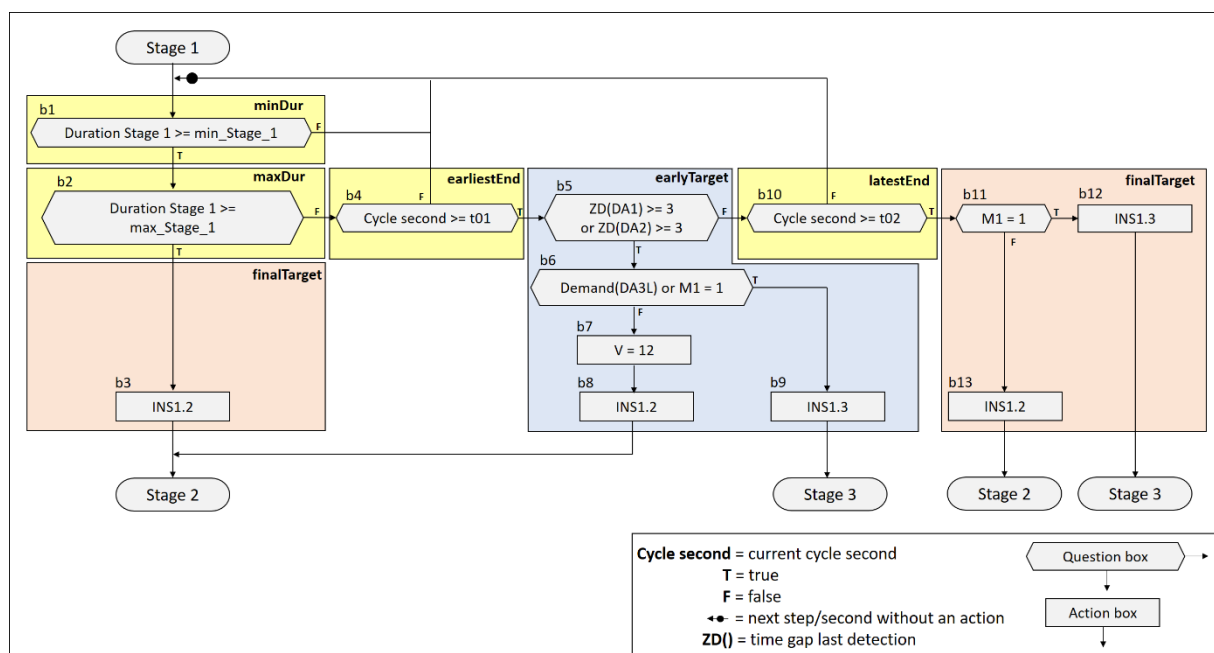 Stage 1
minDur
b1
Duration Stage 1 >= min_Stage_1
F
T
b2
maxDur
Duration Stage 1 >=
max_Stage_1
F
T
b4
earliestEnd
F
Cycle second >= t01
T
b5
earlyTarget
ZD(DA1) >= 3
or ZD(DA2) >= 3
F
T
b10
latestEnd
F
Cycle second >= t02
T
b11
b12
finalTarget
M1 = 1
T
F
INS1.3
finalTarget
b6
Demand(DA3L) or M1 = 1
T
F
b7
V = 12
b3
INS1.2
b8
INS1.2
b9
INS1.3
b13
INS1.2
Stage 2
Stage 3
Stage 2
Stage 3
Cycle second = current cycle second
T = true
F = false
= next step/second without an action
ZD() = time gap last detection
Question box
Action box